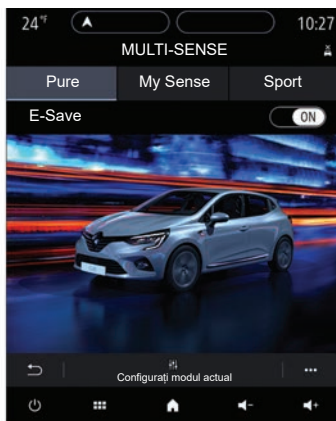 24°F 10:27
MULTI-SENSE
Pure My Sense Sport
E-Save ON
Configurați modul actual